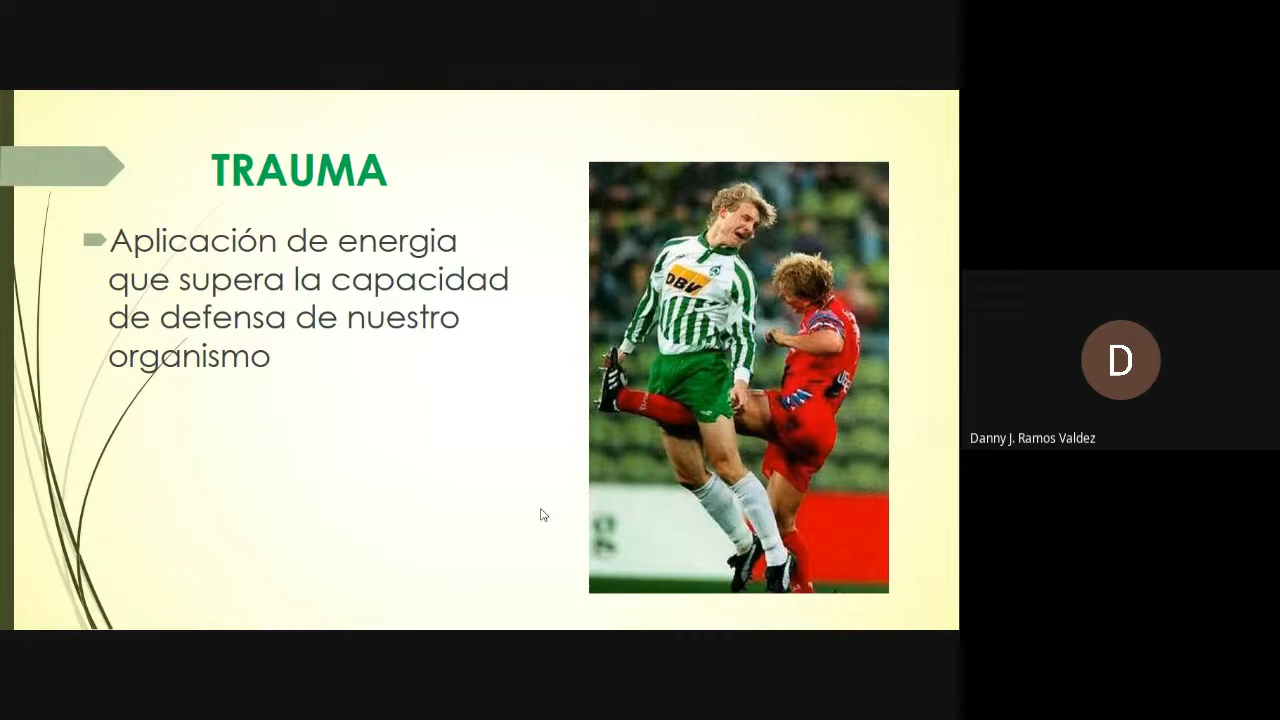 TRAUMA
Aplicación de energia
que supera la capacidad
de defensa de nuestro
organismo
DBV
D
Danny J. Ramos Valdez